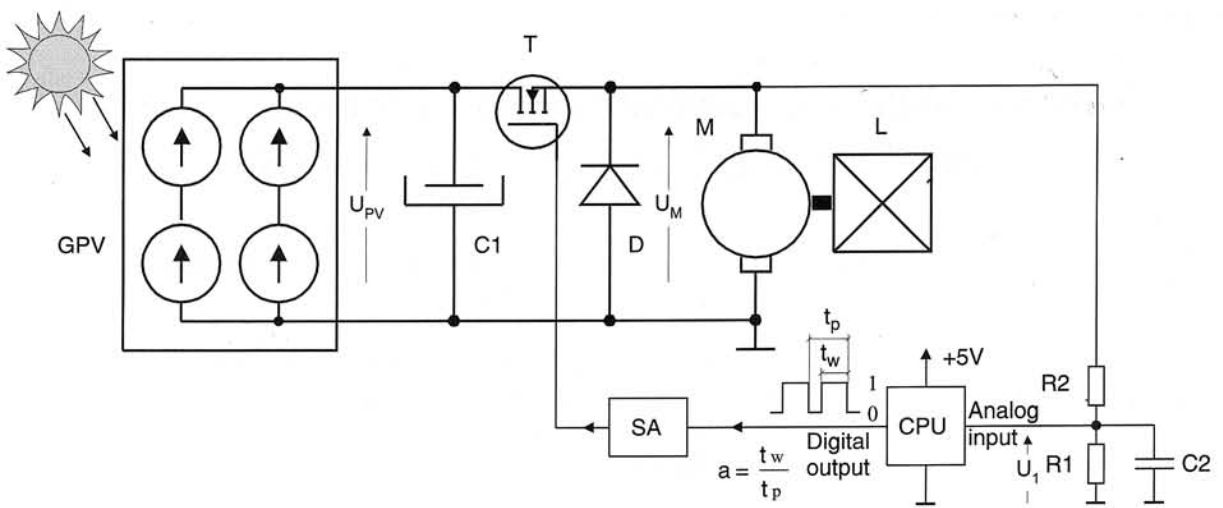 T
M
L
GPV
U_PV
C1
D
U_M
t_p
t_w
1
0
+5V
R2
SA
CPU
Analog
input
Digital
output
a = t_w / t_p
U_1
R1
C2